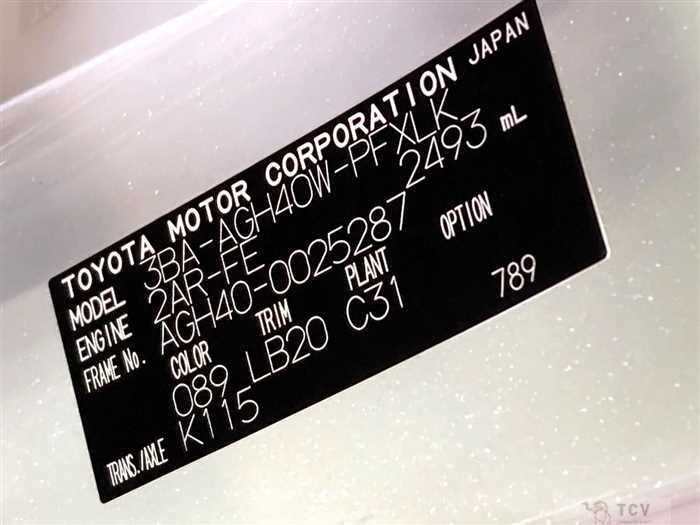 TOYOTA MOTOR CORPORATION JAPAN
MODEL 3BA-AGH40W-PFXLK
ENGINE 2AR-FE 2493 mL
FRAME No. AGH40-0025287
COLOR TRIM PLANT OPTION
089 LB20 C31 789
TRANS./AXLE K115
TCV